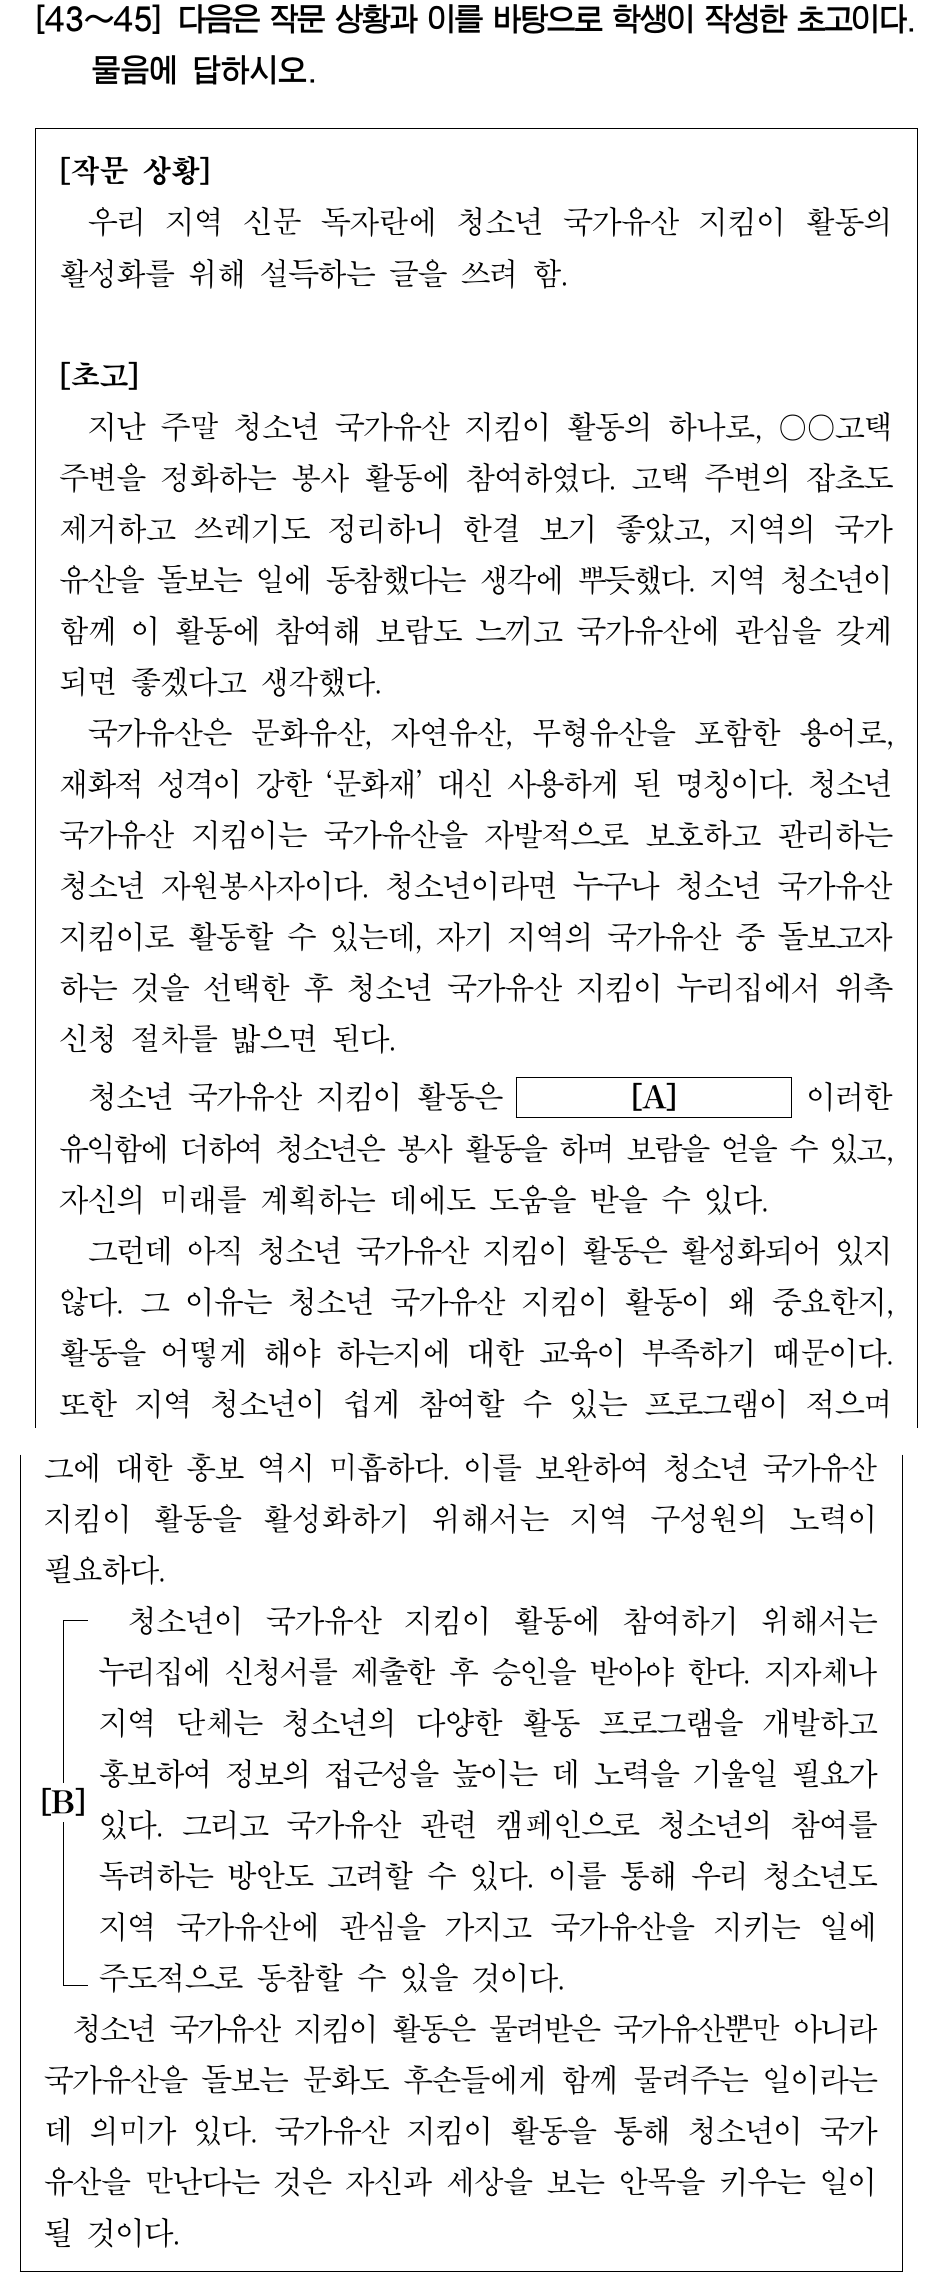 [43～45] 다음은 작문 상황과 이를 바탕으로 학생이 작성한 초고이다.
물음에 답하시오.
[작문 상황]
우리 지역 신문 독자란에 청소년 국가유산 지킴이 활동의
활성화를 위해 설득하는 글을 쓰려 함.
[초고]
지난 주말 청소년 국가유산 지킴이 활동의 하나로, ○○고택
주변을 정화하는 봉사 활동에 참여하였다. 고택 주변의 잡초도
제거하고 쓰레기도 정리하니 한결 보기 좋았고, 지역의 국가
유산을 돌보는 일에 동참했다는 생각에 뿌듯했다. 지역 청소년이
함께 이 활동에 참여해 보람도 느끼고 국가유산에 관심을 갖게
되면 좋겠다고 생각했다.
국가유산은 문화유산, 자연유산, 무형유산을 포함한 용어로,
재화적 성격이 강한 ‘문화재’ 대신 사용하게 된 명칭이다. 청소년
국가유산 지킴이는 국가유산을 자발적으로 보호하고 관리하는
청소년 자원봉사자이다. 청소년이라면 누구나 청소년 국가유산
지킴이로 활동할 수 있는데, 자기 지역의 국가유산 중 돌보고자
하는 것을 선택한 후 청소년 국가유산 지킴이 누리집에서 위촉
신청 절차를 밟으면 된다.
청소년 국가유산 지킴이 활동은 [A] 이러한
유익함에 더하여 청소년은 봉사 활동을 하며 보람을 얻을 수 있고,
자신의 미래를 계획하는 데에도 도움을 받을 수 있다.
그런데 아직 청소년 국가유산 지킴이 활동은 활성화되어 있지
않다. 그 이유는 청소년 국가유산 지킴이 활동이 왜 중요한지,
활동을 어떻게 해야 하는지에 대한 교육이 부족하기 때문이다.
또한 지역 청소년이 쉽게 참여할 수 있는 프로그램이 적으며
그에 대한 홍보 역시 미흡하다. 이를 보완하여 청소년 국가유산
지킴이 활동을 활성화하기 위해서는 지역 구성원의 노력이
필요하다.
청소년이 국가유산 지킴이 활동에 참여하기 위해서는
누리집에 신청서를 제출한 후 승인을 받아야 한다. 지자체나
지역 단체는 청소년의 다양한 활동 프로그램을 개발하고
홍보하여 정보의 접근성을 높이는 데 노력을 기울일 필요가
[B]
있다. 그리고 국가유산 관련 캠페인으로 청소년의 참여를
독려하는 방안도 고려할 수 있다. 이를 통해 우리 청소년도
지역 국가유산에 관심을 가지고 국가유산을 지키는 일에
주도적으로 동참할 수 있을 것이다.
청소년 국가유산 지킴이 활동은 물려받은 국가유산뿐만 아니라
국가유산을 돌보는 문화도 후손들에게 함께 물려주는 일이라는
데 의미가 있다. 국가유산 지킴이 활동을 통해 청소년이 국가
유산을 만난다는 것은 자신과 세상을 보는 안목을 키우는 일이
될 것이다.